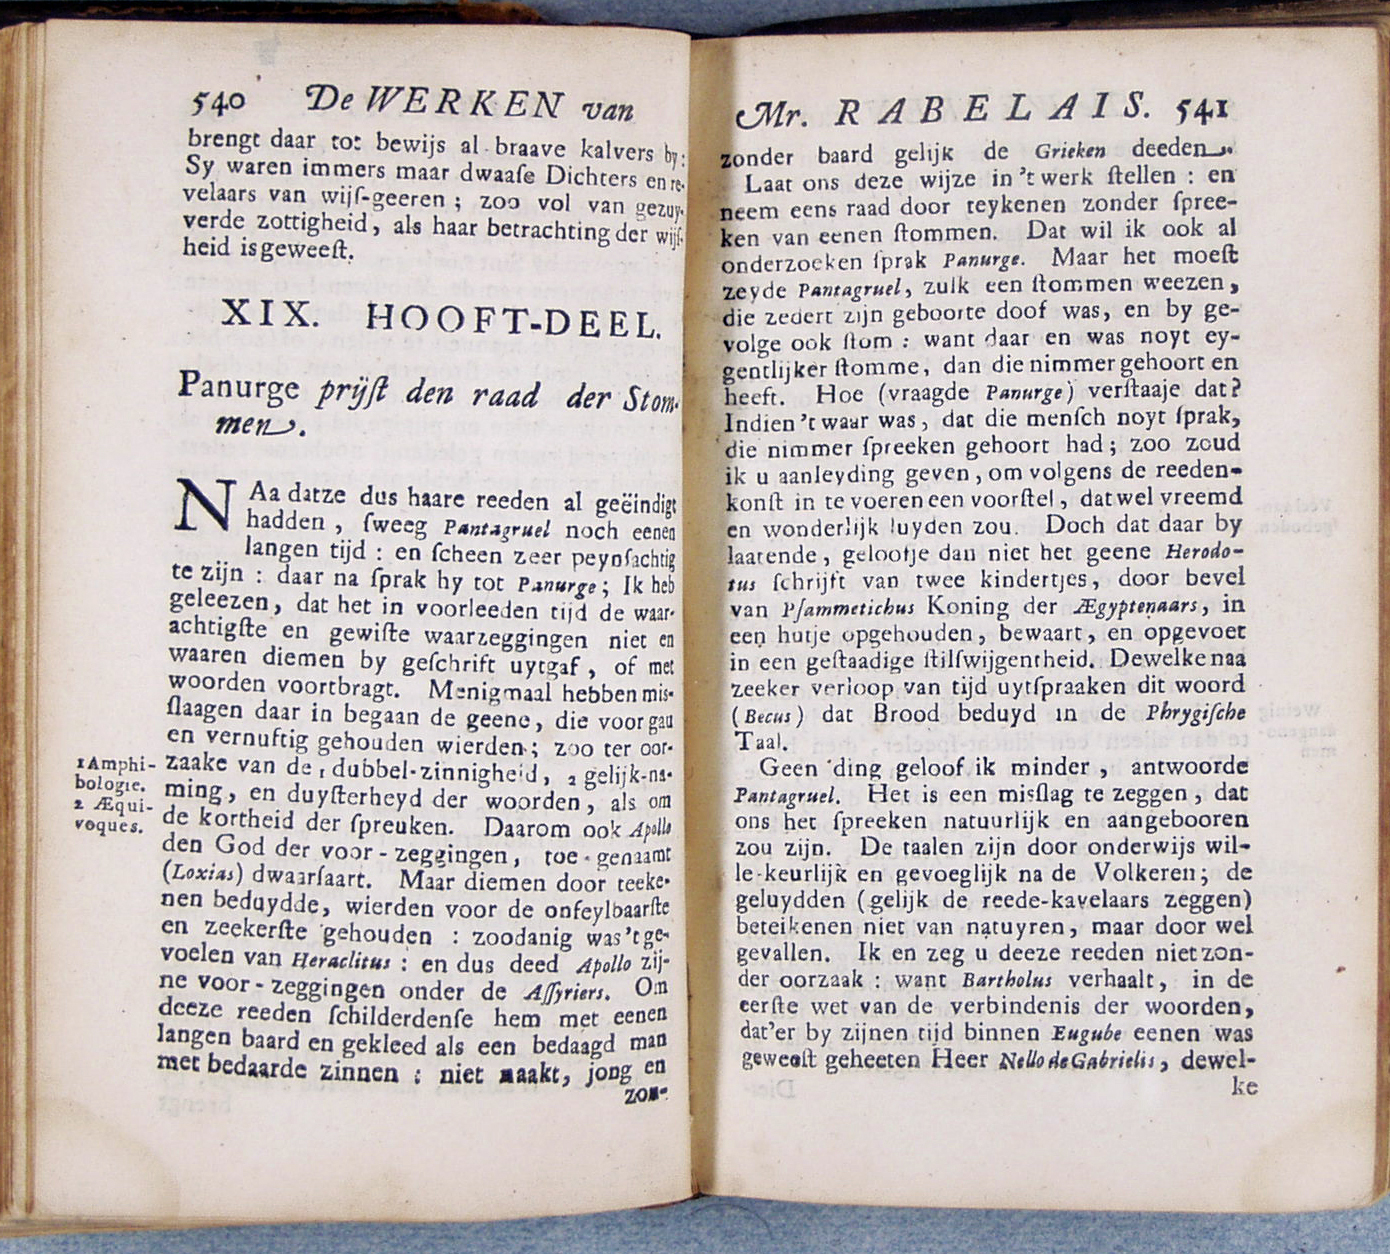 540 De WERKEN van
brengt daar tot bewijs al braave kalvers by:
Sy waren immers maar dwaaſe Dichters en re-
velaars van wijſ-geeren ; zoo vol van gezuy-
verde zottigheid, als haar betrachting der wijſ-
heid is geweeſt.
XIX. HOOFT-DEEL.
Panurge prijſt den raad der Stom-
men.
NAa datze dus haare reeden al geëindigt
hadden , ſweeg Pantagruel noch eenen
langen tijd : en ſcheen zeer peynſachtig
te zijn : daar na ſprak hy tot Panurge; Ik heb
geleezen, dat het in voorleeden tijd de waar-
achtigſte en gewiſte waarzeggingen niet en
waaren diemen by geſchrift uytgaf, of met
woorden voortbragt. Menigmaal hebben mis-
ſlaagen daar in begaan de geene, die voor gau
en vernuftig gehouden wierden ; zoo ter oor-
zaake van de 1 dubbel-zinnigheid, 2 gelijk-na-
ming, en duyſterheyd der woorden, als om
de kortheid der ſpreuken. Daarom ook Apollo
den God der voor-zeggingen, toe-genaamt
(Loxias) dwaarſaart. Maar diemen door teeke-
nen beduydde, wierden voor de onfeylbaarſte
en zeekerſte gehouden : zoodanig was 't ge-
voelen van Heraclitus : en dus deed Apollo zij-
ne voor-zeggingen onder de Aſſyriers. Om
deeze reeden ſchilderdenſe hem met eenen
langen baard en gekleed als een bedaagd man
met bedaarde zinnen ; niet naakt, jong en
zon-
1 Amphi-
bologie.
2 Æqui-
voques.
Mr. RABELAIS. 541
zonder baard gelijk de Grieken deeden.
Laat ons deze wijze in 't werk ſtellen : en
neem eens raad door teykenen zonder ſpree-
ken van eenen ſtommen. Dat wil ik ook al
onderzoeken ſprak Panurge. Maar het moeſt
zeyde Pantagruel, zulk een ſtommen weezen,
die zedert zijn geboorte doof was, en by ge-
volge ook ſtom : want daar en was noyt ey-
gentlijker ſtomme, dan die nimmer gehoort en
heeft. Hoe (vraagde Panurge) verſtaaje dat?
Indien 't waar was, dat die menſch noyt ſprak,
die nimmer ſpreeken gehoort had; zoo zoud
ik u aanleyding geven, om volgens de reeden-
konſt in te voeren een voorſtel, dat wel vreemd
en wonderlijk luyden zou. Doch dat daar by
laatende, gelooſje dan niet het geene Herodo-
tus ſchrijft van twee kindertjes, door bevel
van Pſammetichus Koning der Ægyptenaars, in
een hutje opgehouden, bewaart, en opgevoet
in een geſtaadige ſtilſwijgentheid. Dewelke naa
zeeker verloop van tijd uytſpraaken dit woord
(Becus) dat Brood beduyd in de Phrygiſche
Taal.
Geen ding geloof ik minder , antwoorde
Pantagruel. Het is een miſſlag te zeggen, dat
ons het ſpreeken natuurlijk en aangebooren
zou zijn. De taalen zijn door onderwijs wil-
le-keurlijk en gevoeglijk na de Volkeren; de
geluydden (gelijk de reede-kavelaars zeggen)
beteikenen niet van natuyren, maar door wel
gevallen. Ik en zeg u deeze reeden niet zon-
der oorzaak : want Bartholus verhaalt, in de
eerſte wet van de verbindenis der woorden,
dat'er by zijnen tijd binnen Eugube eenen was
geweeſt geheeten Heer Nello de Gabrielis, dewel-
ke